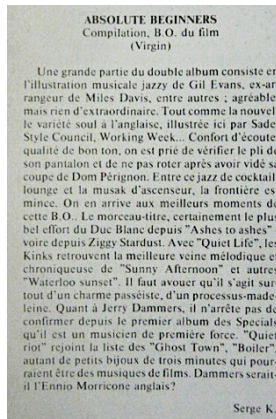 ABSOLUTE BEGINNERS
Compilation, B.O. du film
(Virgin)
Une grande partie du double album consiste en
l'illustration musicale jazzy de Gil Evans, ex-ar-
rangeur de Miles Davis, entre autres ; agréable
mais rien d'extraordinaire. Tout comme la nouvel-
le variété soul à l'anglaise, illustrée ici par Sade,
Style Council, Working Week... Confort d'écoute,
qualité de bon ton, on est prié de vérifier le pli de
son pantalon et de ne pas roter après avoir vidé sa
coupe de Dom Pérignon. Entre ce jazz de cocktail-
lounge et la musak d'ascenseur, la frontière est
mince. On en arrive aux meilleurs moments de
cette B.O.. Le morceau-titre, certainement le plus
bel effort du Duc Blanc depuis "Ashes to ashes"
voire depuis Ziggy Stardust. Avec "Quiet Life", les
Kinks retrouvent la meilleure veine mélodique et
chroniqueuse de "Sunny Afternoon" et autres
"Waterloo sunset". Il faut avouer qu'il s'agit sur-
tout d'un charme passéiste, d'un processus-made-
leine. Quant à Jerry Dammers, il n'arrête pas de
confirmer depuis le premier album des Specials
qu'il est un musicien de première force. "Quiet
riot" rejoint la liste des "Ghost Town", "Boiler",
autant de petits bijoux de trois minutes qui pour-
raient être des musiques de films. Dammers serait-
il l'Ennio Morricone anglais?
Serge K